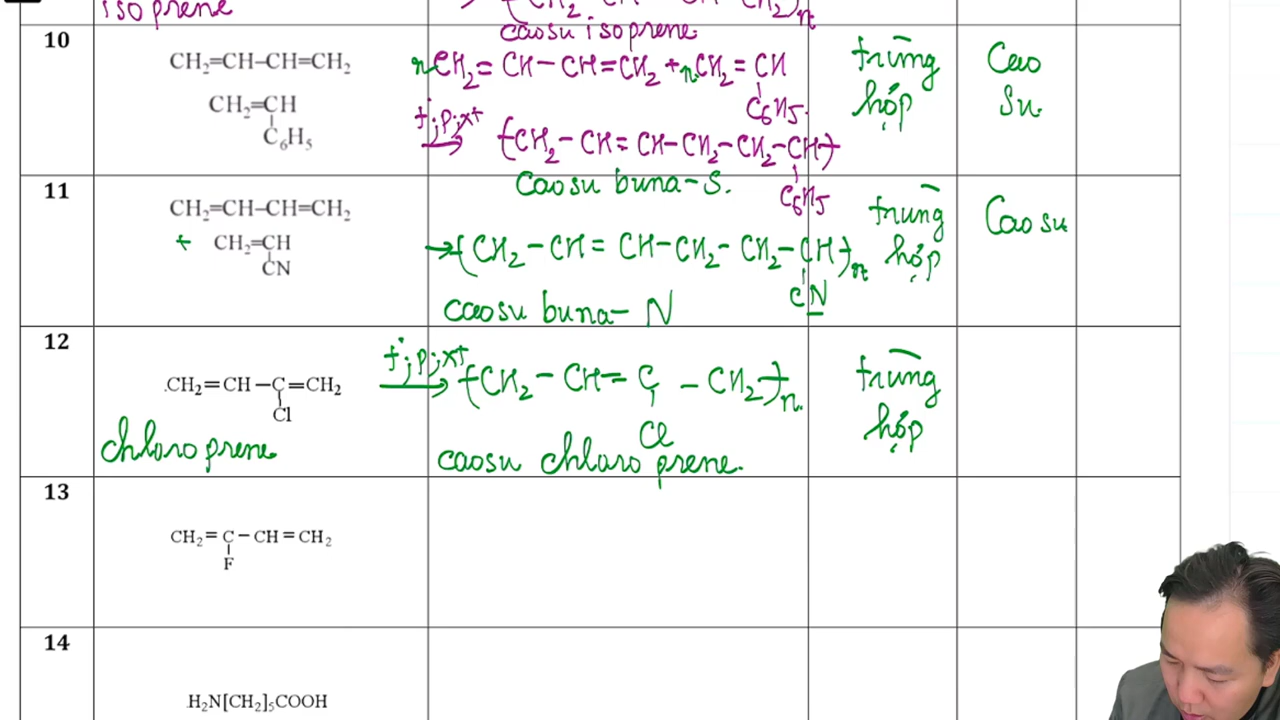 isoprene
caosu isoprene
10
CH2=CH–CH=CH2
CH2=CH
C6H5
nCH2=CH–CH=CH2+nCH2=CH
C6H5
t°,p,xt
(CH2–CH=CH–CH2–CH2–CH)
C6H5
caosu buna–S.
trùng
hợp
Cao
Su.
11
CH2=CH–CH=CH2
+ CH2=CH
CN
→(CH2–CH=CH–CH2–CH2–CH)n
CN
caosu buna–N
trùng
hợp
Caosu
12
CH2=CH–C=CH2
Cl
chloroprene
t°,p,xt
(CH2–CH=C–CH2)n
Cl
caosu chloroprene.
trùng
hợp
13
CH2=C–CH=CH2
F
14
H2N[CH2]5COOH